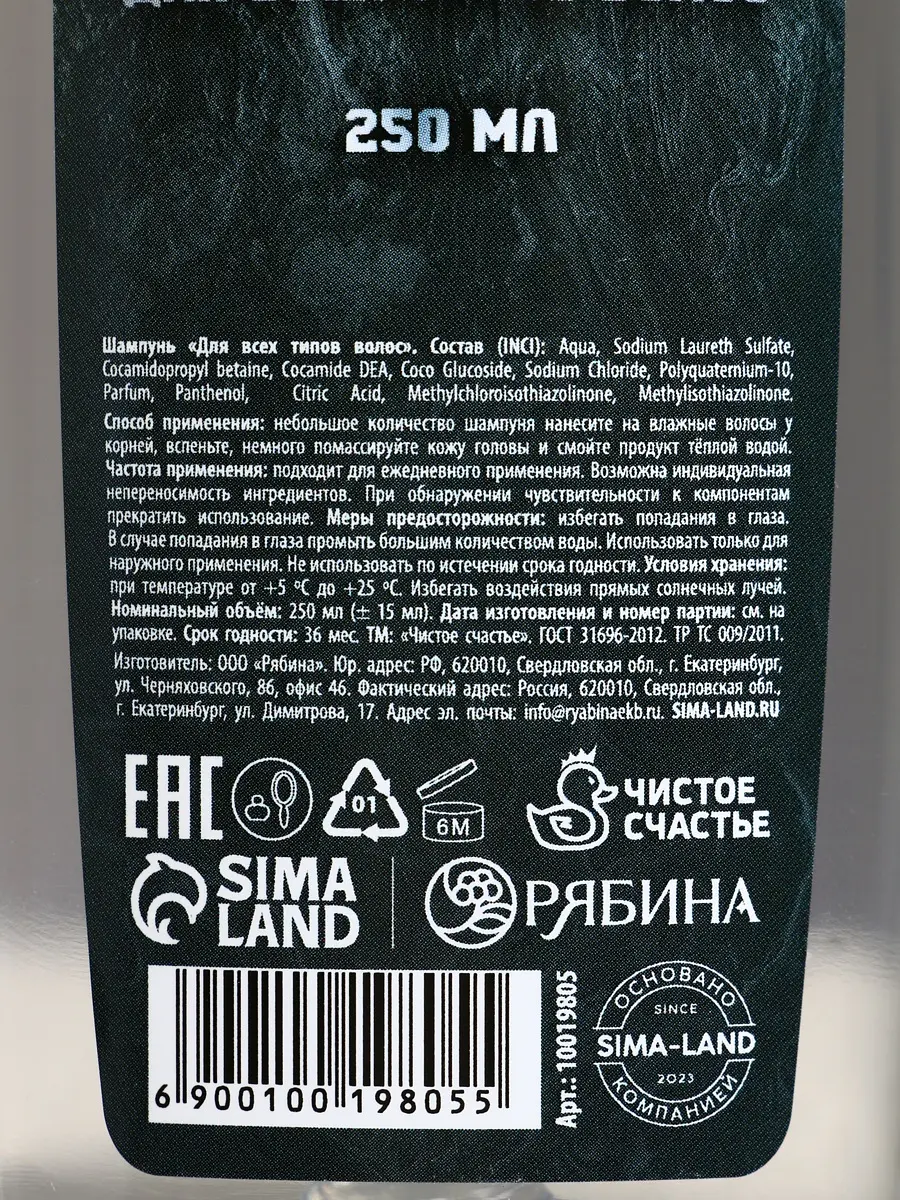 250 МЛ
Шампунь «Для всех типов волос». Состав (INCI): Aqua, Sodium Laureth Sulfate,
Cocamidopropyl betaine, Cocamide DEA, Coco Glucoside, Sodium Chloride, Polyquaternium-10,
Parfum, Panthenol, Citric Acid, Methylchloroisothiazolinone, Methylisothiazolinone.
Способ применения: небольшое количество шампуня нанесите на влажные волосы у
корней, вспеньте, немного помассируйте кожу головы и смойте продукт тёплой водой.
Частота применения: подходит для ежедневного применения. Возможна индивидуальная
непереносимость ингредиентов. При обнаружении чувствительности к компонентам
прекратить использование. Меры предосторожности: избегать попадания в глаза.
В случае попадания в глаза промыть большим количеством воды. Использовать только для
наружного применения. Не использовать по истечении срока годности. Условия хранения:
при температуре от +5 °C до +25 °C. Избегать воздействия прямых солнечных лучей.
Номинальный объём: 250 мл (± 15 мл). Дата изготовления и номер партии: см. на
упаковке. Срок годности: 36 мес. ТМ: «Чистое счастье». ГОСТ 31696-2012. ТР ТС 009/2011.
Изготовитель: ООО «Рябина». Юр. адрес: РФ, 620010, Свердловская обл., г. Екатеринбург,
ул. Черняховского, 86, офис 46. Фактический адрес: Россия, 620010, Свердловская обл.,
г. Екатеринбург, ул. Димитрова, 17. Адрес эл. почты: info@ryabinaekb.ru. SIMA-LAND.RU
EAC
01
6M
ЧИСТОЕ
СЧАСТЬЕ
SIMA
LAND
РЯБИНА
6 900100 198055
Арт.: 10019805
ОСНОВАНО
SINCE
SIMA-LAND
2023
КОМПАНИЕЙ